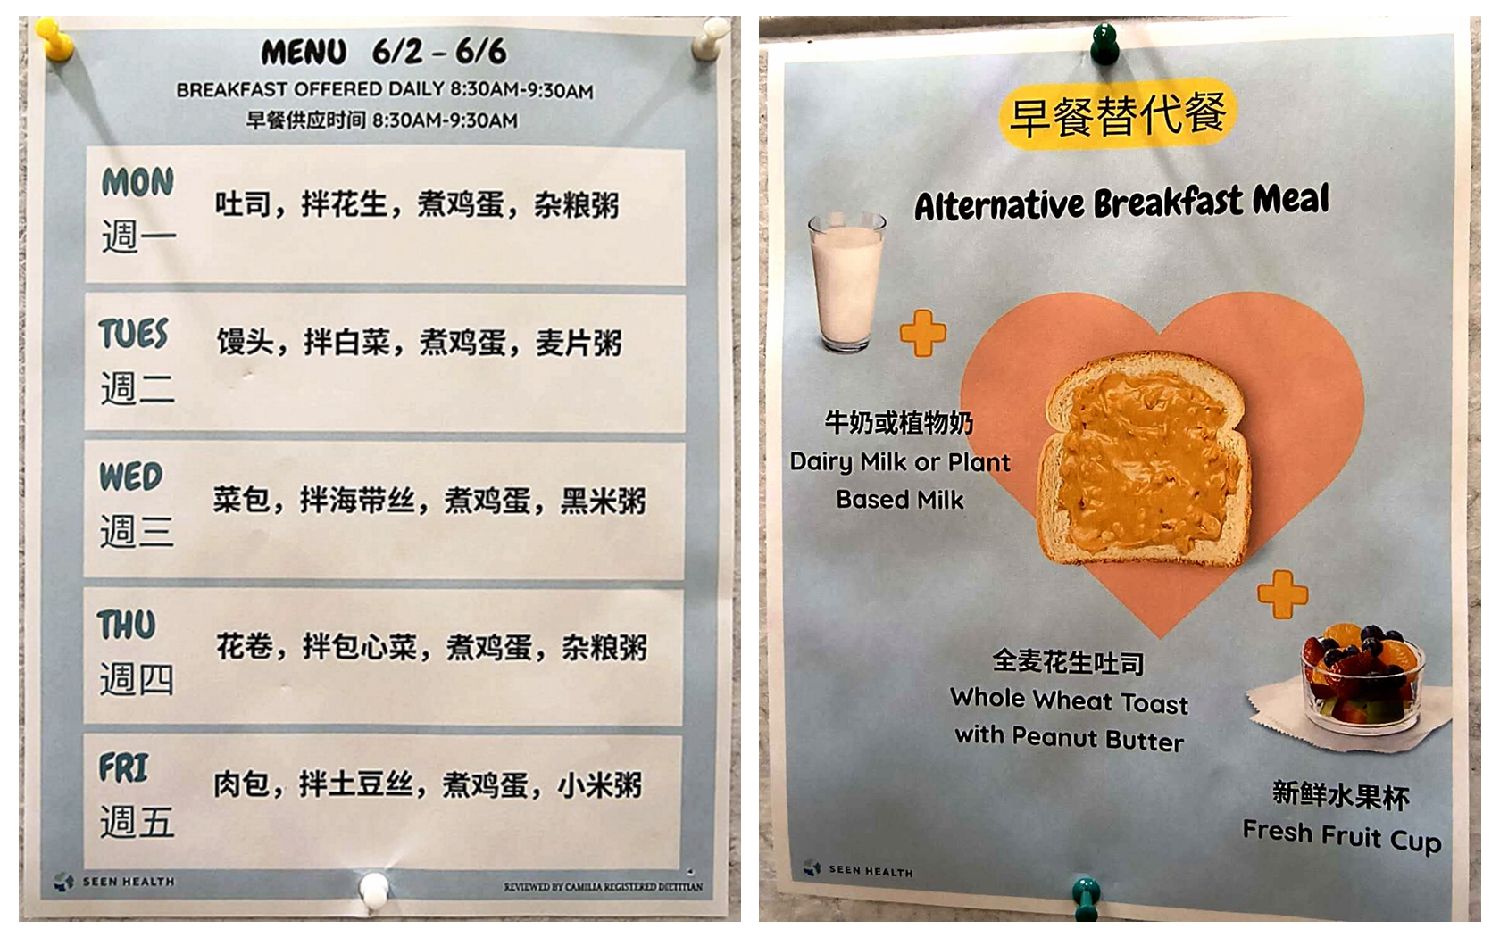 MENU 6/2 - 6/6
BREAKFAST OFFERED DAILY 8:30AM-9:30AM
早餐供应时间 8:30AM-9:30AM
MON
週一
吐司，拌花生，煮鸡蛋，杂粮粥
TUES
週二
馒头，拌白菜，煮鸡蛋，麦片粥
WED
週三
菜包，拌海带丝，煮鸡蛋，黑米粥
THU
週四
花卷，拌包心菜，煮鸡蛋，杂粮粥
FRI
週五
肉包，拌土豆丝，煮鸡蛋，小米粥
SEEN HEALTH
REVIEWED BY CAMILIA REGISTERED DIETITIAN
早餐替代餐
Alternative Breakfast Meal
牛奶或植物奶
Dairy Milk or Plant
Based Milk
全麦花生吐司
Whole Wheat Toast
with Peanut Butter
新鲜水果杯
Fresh Fruit Cup
SEEN HEALTH